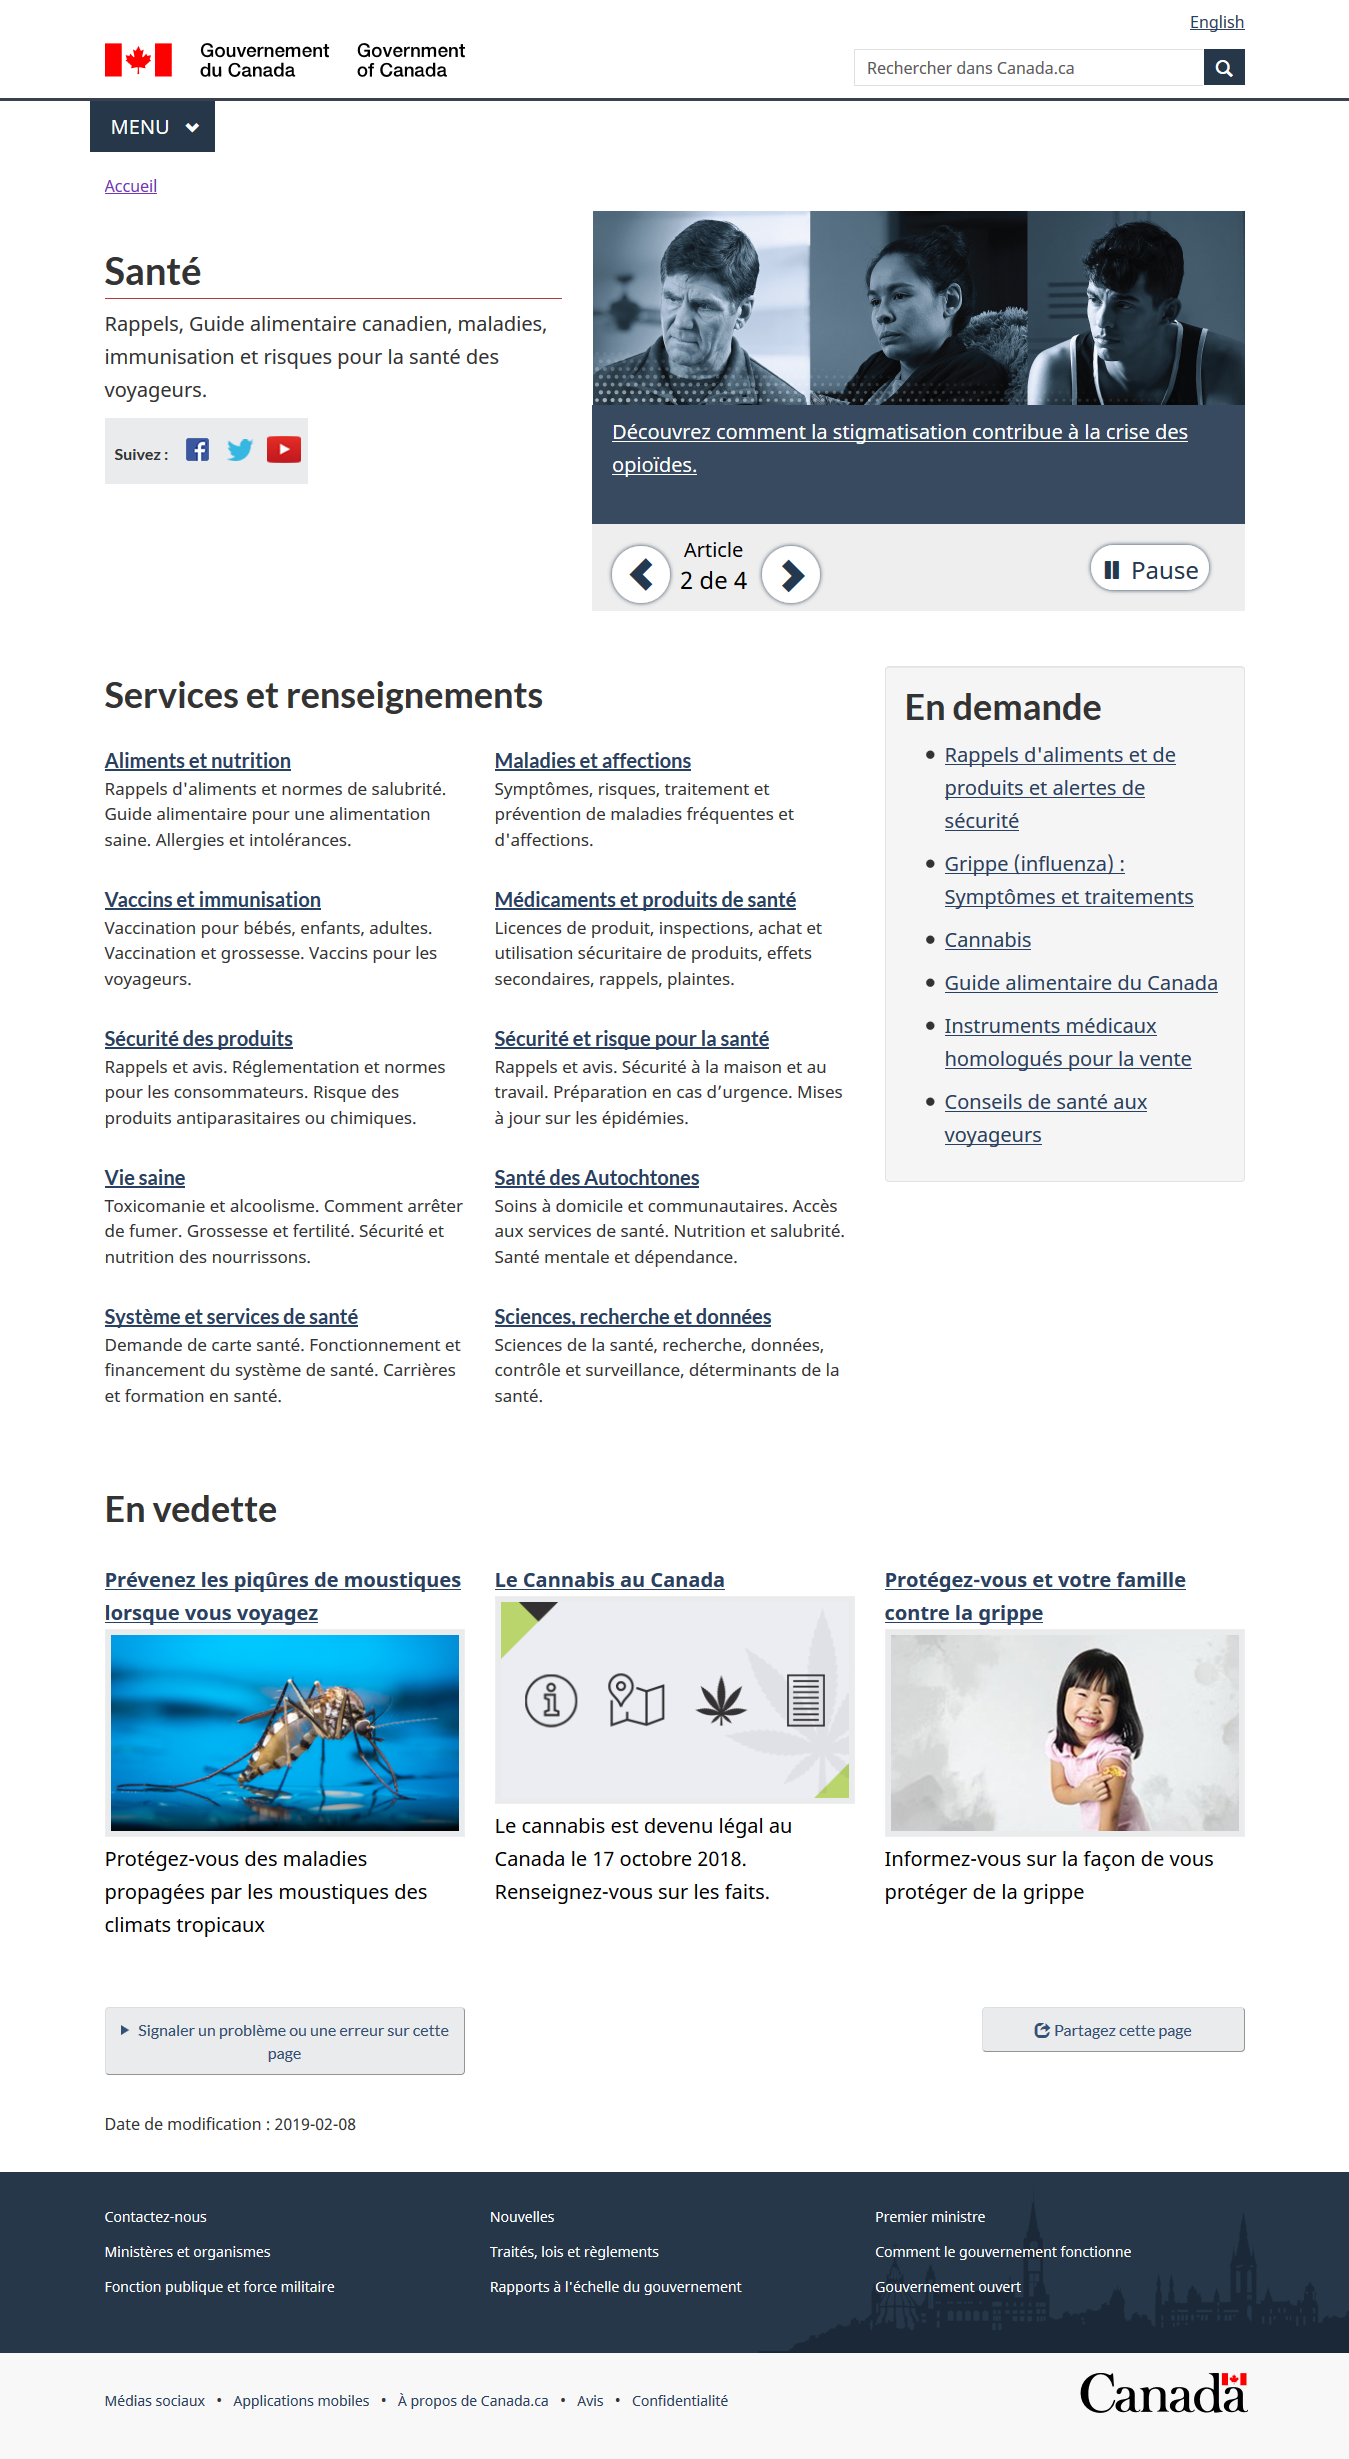 English
Gouvernement
du Canada
Government
of Canada
Rechercher dans Canada.ca
MENU
Accueil
Santé
Rappels, Guide alimentaire canadien, maladies,
immunisation et risques pour la santé des
voyageurs.
Suivez :
Découvrez comment la stigmatisation contribue à la crise des
opioïdes.
Article
2 de 4
Pause
Services et renseignements
Aliments et nutrition
Rappels d'aliments et normes de salubrité.
Guide alimentaire pour une alimentation
saine. Allergies et intolérances.
Maladies et affections
Symptômes, risques, traitement et
prévention de maladies fréquentes et
d'affections.
Vaccins et immunisation
Vaccination pour bébés, enfants, adultes.
Vaccination et grossesse. Vaccins pour les
voyageurs.
Médicaments et produits de santé
Licences de produit, inspections, achat et
utilisation sécuritaire de produits, effets
secondaires, rappels, plaintes.
Sécurité des produits
Rappels et avis. Réglementation et normes
pour les consommateurs. Risque des
produits antiparasitaires ou chimiques.
Sécurité et risque pour la santé
Rappels et avis. Sécurité à la maison et au
travail. Préparation en cas d’urgence. Mises
à jour sur les épidémies.
Vie saine
Toxicomanie et alcoolisme. Comment arrêter
de fumer. Grossesse et fertilité. Sécurité et
nutrition des nourrissons.
Santé des Autochtones
Soins à domicile et communautaires. Accès
aux services de santé. Nutrition et salubrité.
Santé mentale et dépendance.
Système et services de santé
Demande de carte santé. Fonctionnement et
financement du système de santé. Carrières
et formation en santé.
Sciences, recherche et données
Sciences de la santé, recherche, données,
contrôle et surveillance, déterminants de la
santé.
En demande
Rappels d'aliments et de
produits et alertes de
sécurité
Grippe (influenza) :
Symptômes et traitements
Cannabis
Guide alimentaire du Canada
Instruments médicaux
homologués pour la vente
Conseils de santé aux
voyageurs
En vedette
Prévenez les piqûres de moustiques
lorsque vous voyagez
Protégez-vous des maladies
propagées par les moustiques des
climats tropicaux
Le Cannabis au Canada
Le cannabis est devenu légal au
Canada le 17 octobre 2018.
Renseignez-vous sur les faits.
Protégez-vous et votre famille
contre la grippe
Informez-vous sur la façon de vous
protéger de la grippe
Signaler un problème ou une erreur sur cette
page
Partagez cette page
Date de modification : 2019-02-08
Contactez-nous
Ministères et organismes
Fonction publique et force militaire
Nouvelles
Traités, lois et règlements
Rapports à l'échelle du gouvernement
Premier ministre
Comment le gouvernement fonctionne
Gouvernement ouvert
Médias sociaux • Applications mobiles • À propos de Canada.ca • Avis • Confidentialité
Canada